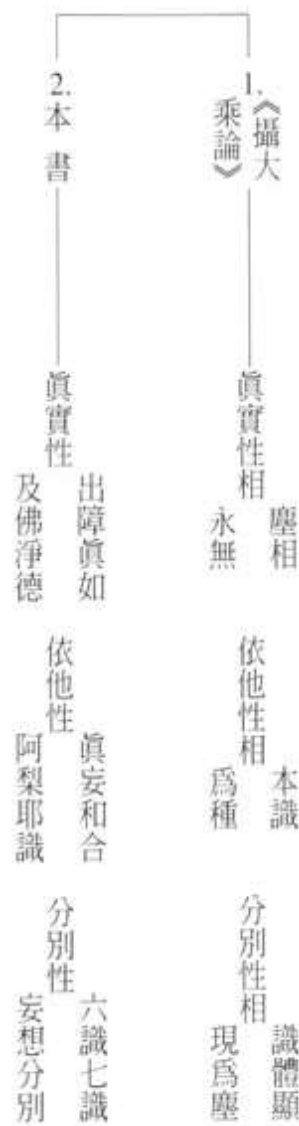 1.《攝大乘論》
眞實性相
塵相永無
依他性相
本識爲種
分別性相
識體顯現爲塵
2.本書
眞實性
出障眞如及佛淨德
依他性
眞妄和合阿梨耶識
分別性
六識七識妄想分別